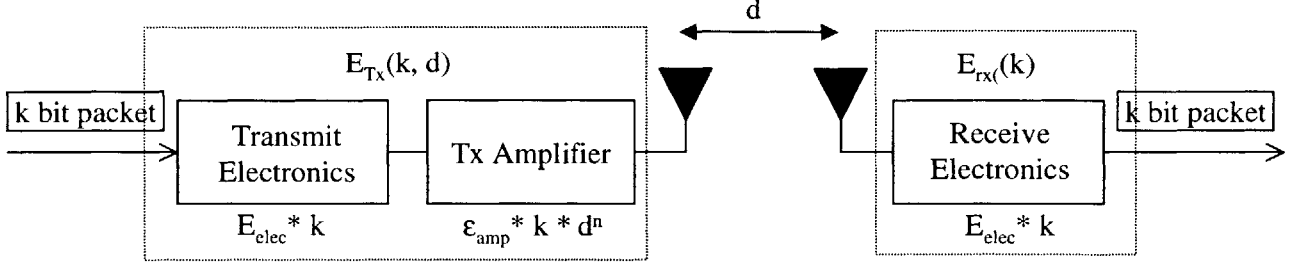 d
E_Tx(k, d)
E_rx((k)
k bit packet
Transmit
Electronics
Tx Amplifier
Receive
Electronics
k bit packet
E_elec* k
ε_amp* k * d^n
E_elec* k